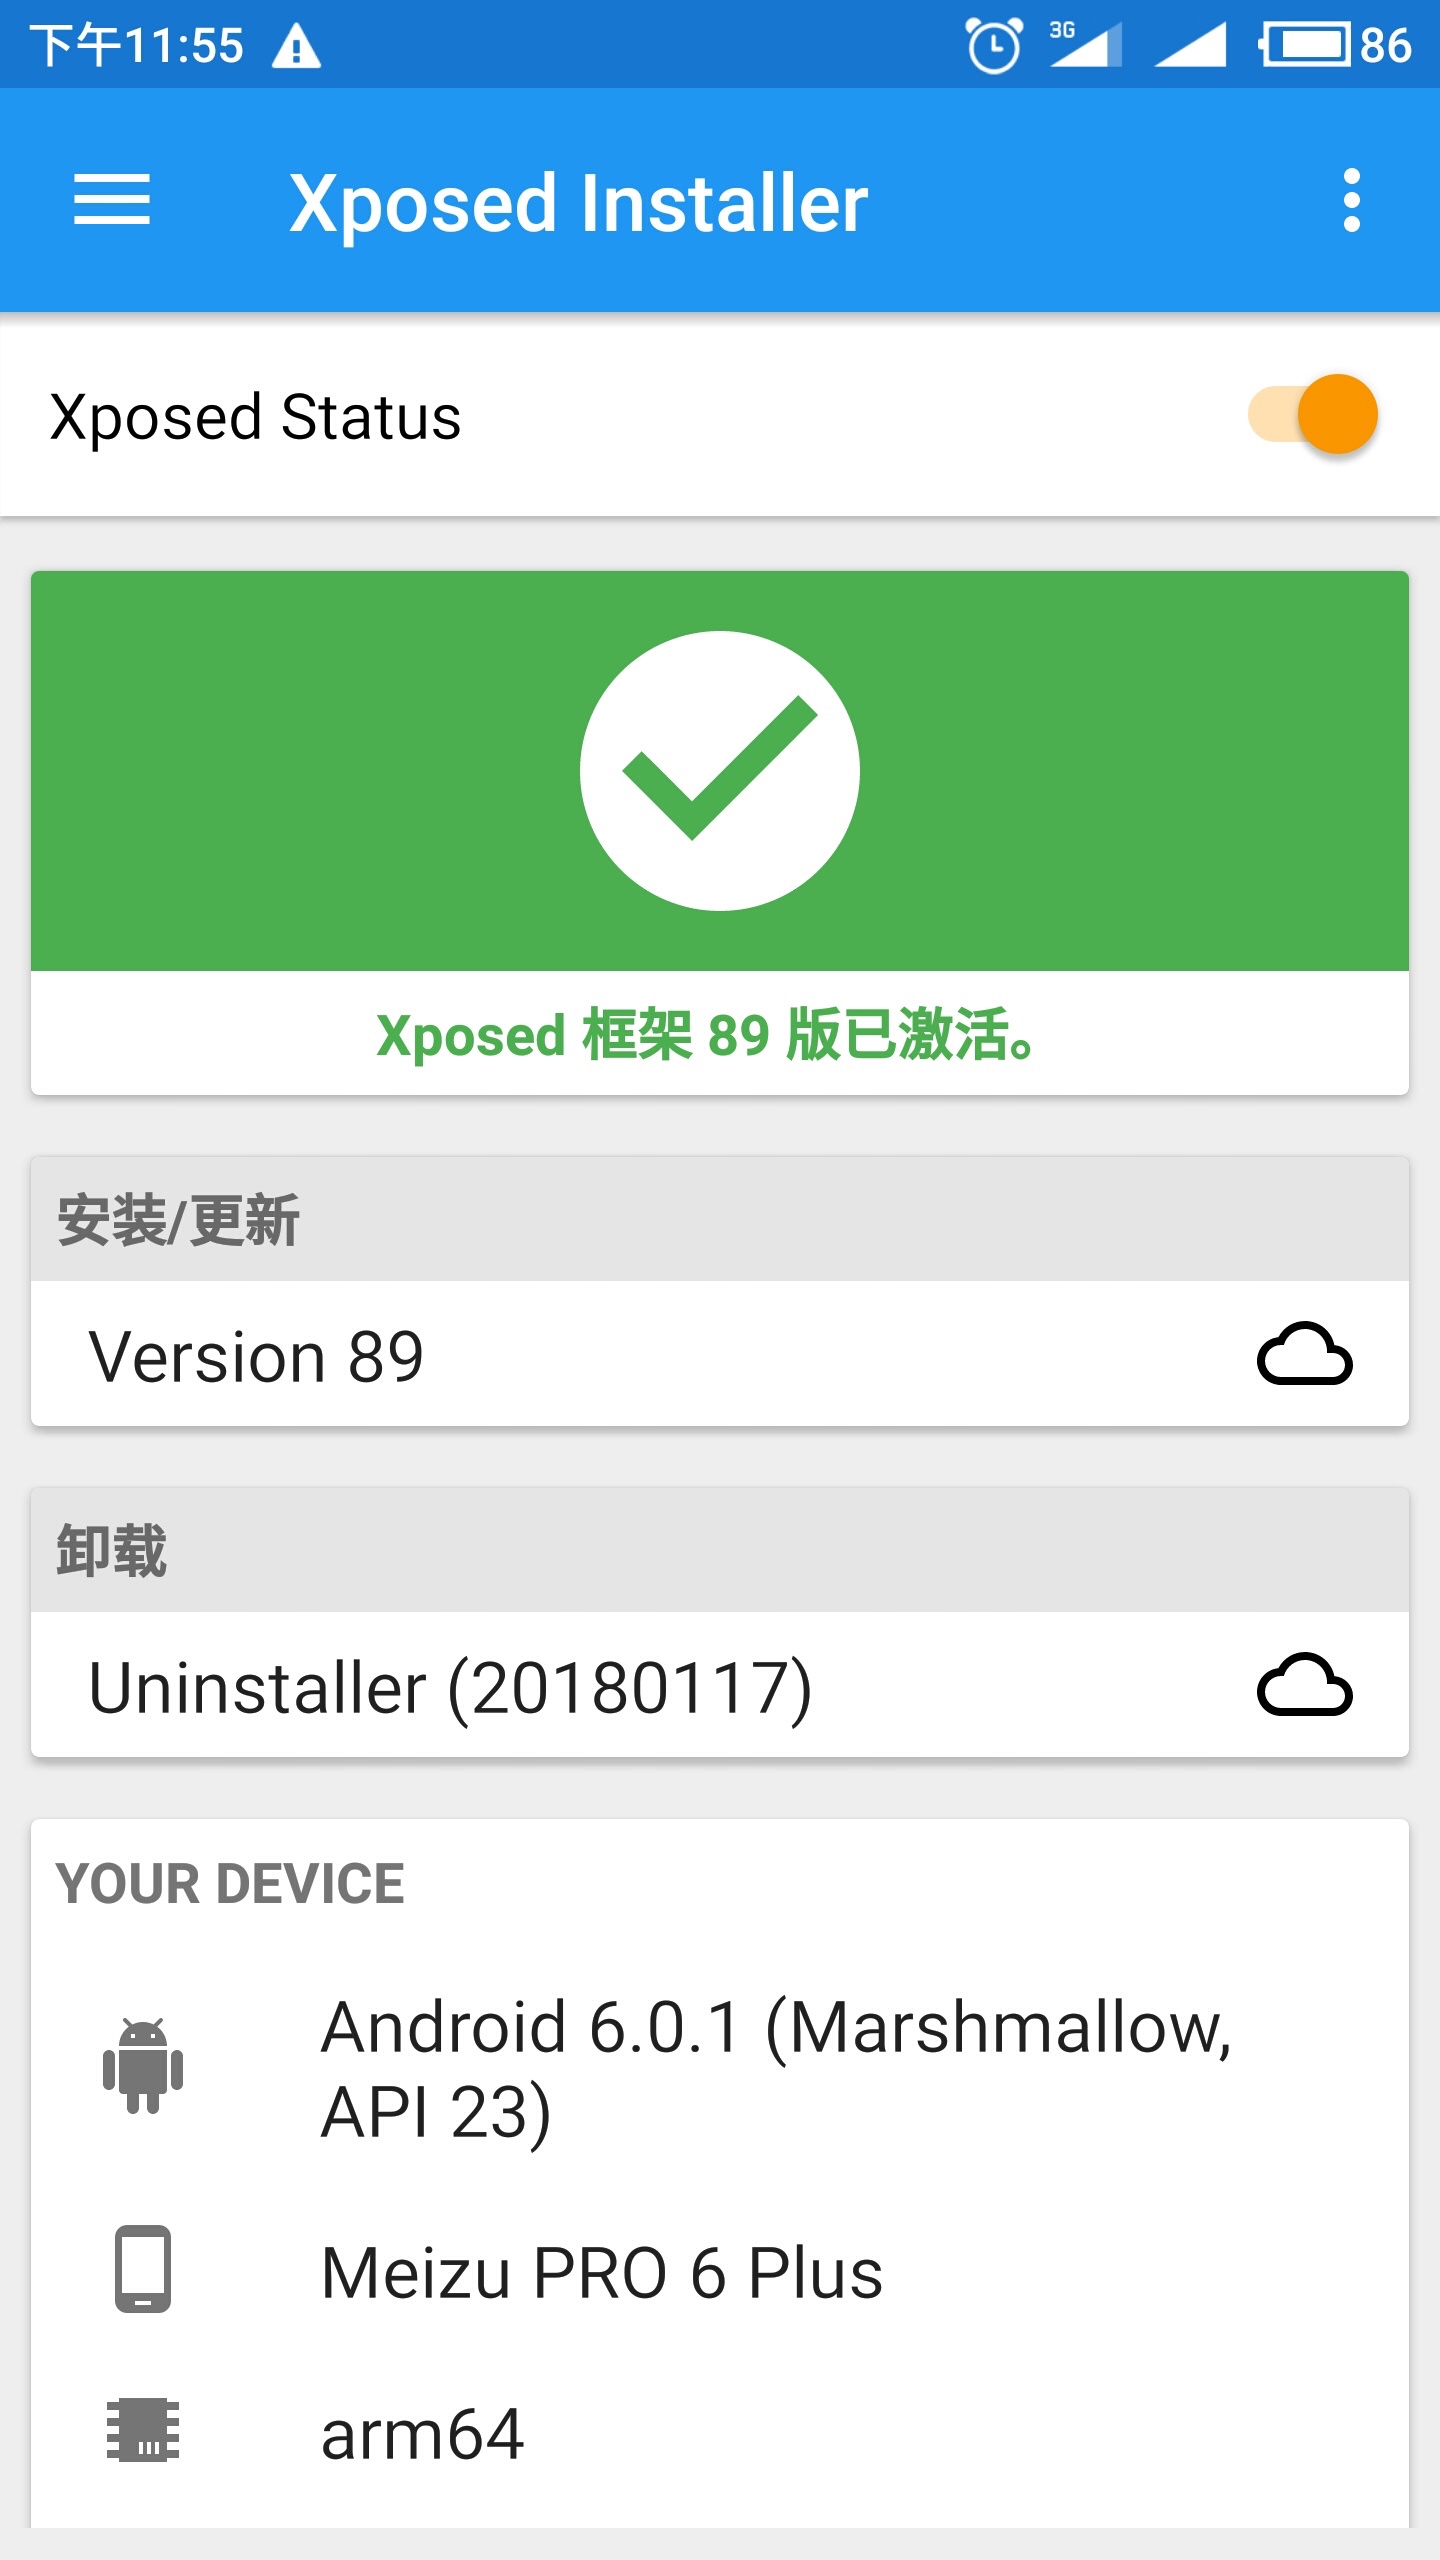 下午11:55
3G
86
Xposed Installer
Xposed Status
Xposed 框架 89 版已激活。
安装/更新
Version 89
卸载
Uninstaller (20180117)
YOUR DEVICE
Android 6.0.1 (Marshmallow,
API 23)
Meizu PRO 6 Plus
arm64